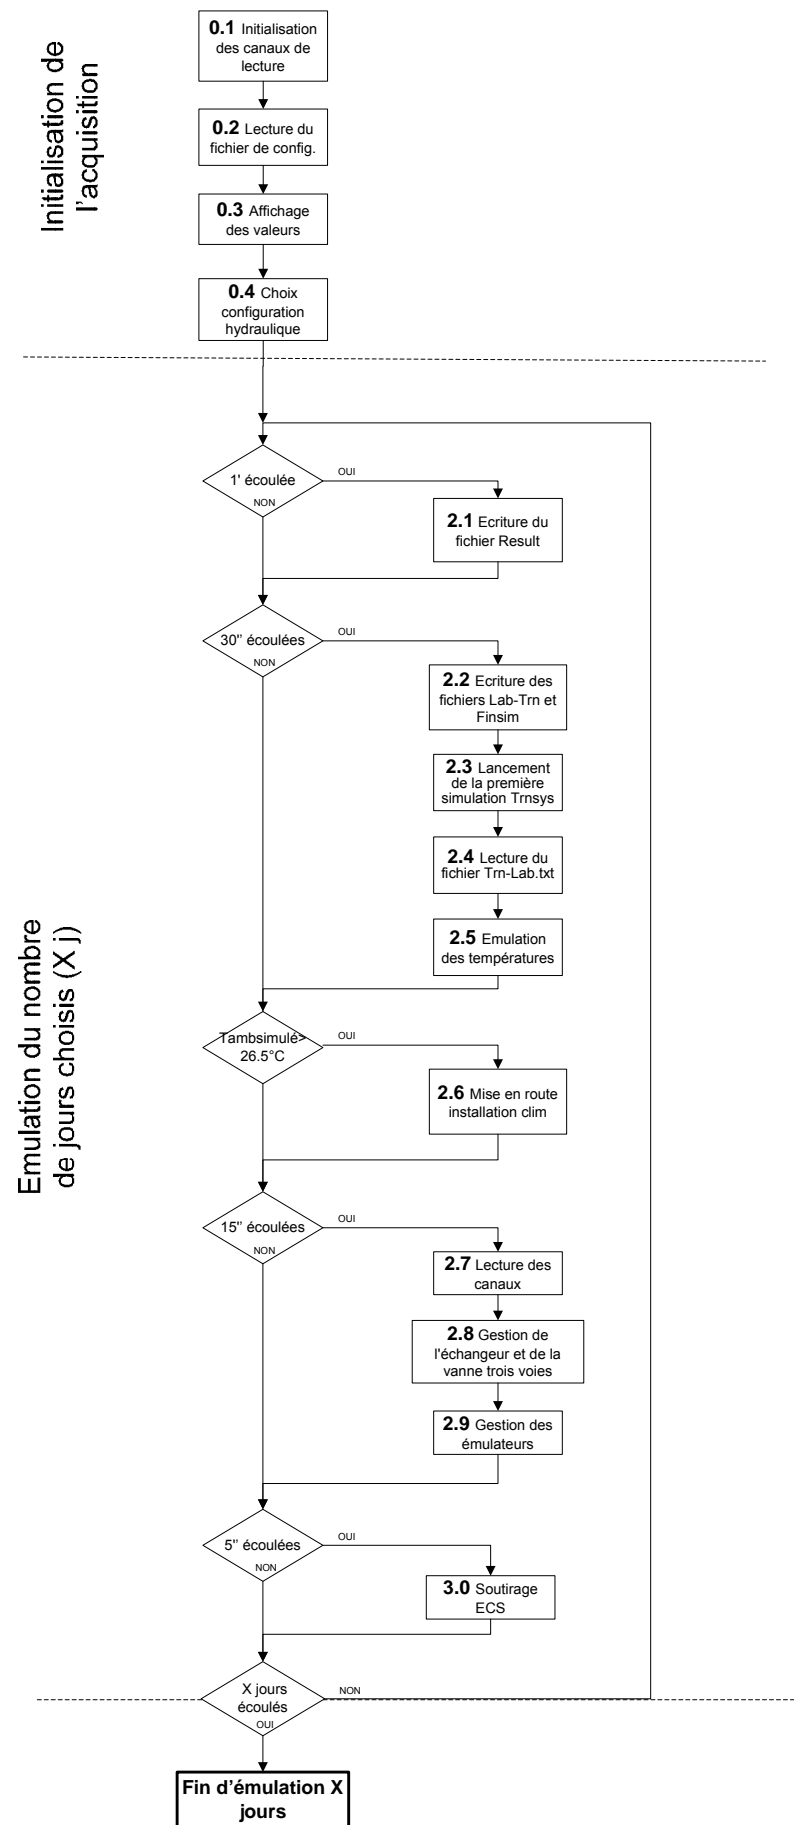 Initialisation de
l'acquisition
0.1 Initialisation
des canaux de
lecture
0.2 Lecture du
fichier de config.
0.3 Affichage
des valeurs
0.4 Choix
configuration
hydraulique
Emulation du nombre
de jours choisis (X j)
1' écoulée
OUI
NON
2.1 Ecriture du
fichier Result
30'' écoulées
OUI
NON
2.2 Ecriture des
fichiers Lab-Trn et
Finsim
2.3 Lancement
de la première
simulation Trnsys
2.4 Lecture du
fichier Trn-Lab.txt
2.5 Emulation
des températures
Tambsimulé>
26.5°C
OUI
2.6 Mise en route
installation clim
15'' écoulées
OUI
NON
2.7 Lecture des
canaux
2.8 Gestion de
l'échangeur et de la
vanne trois voies
2.9 Gestion des
émulateurs
5'' écoulées
OUI
NON
3.0 Soutirage
ECS
X jours
écoulés
NON
OUI
Fin d'émulation X
jours